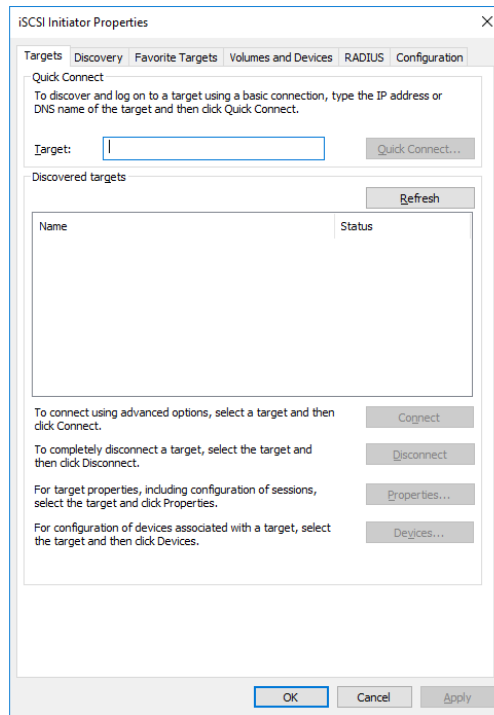 iSCSI Initiator Properties
Targets Discovery Favorite Targets Volumes and Devices RADIUS Configuration
Quick Connect
To discover and log on to a target using a basic connection, type the IP address or
DNS name of the target and then click Quick Connect.
Target:
Quick Connect...
Discovered targets
Refresh
Name Status
To connect using advanced options, select a target and then
click Connect.
Connect
To completely disconnect a target, select the target and
then click Disconnect.
Disconnect
For target properties, including configuration of sessions,
select the target and click Properties.
Properties...
For configuration of devices associated with a target, select
the target and then click Devices.
Devices...
OK Cancel Apply